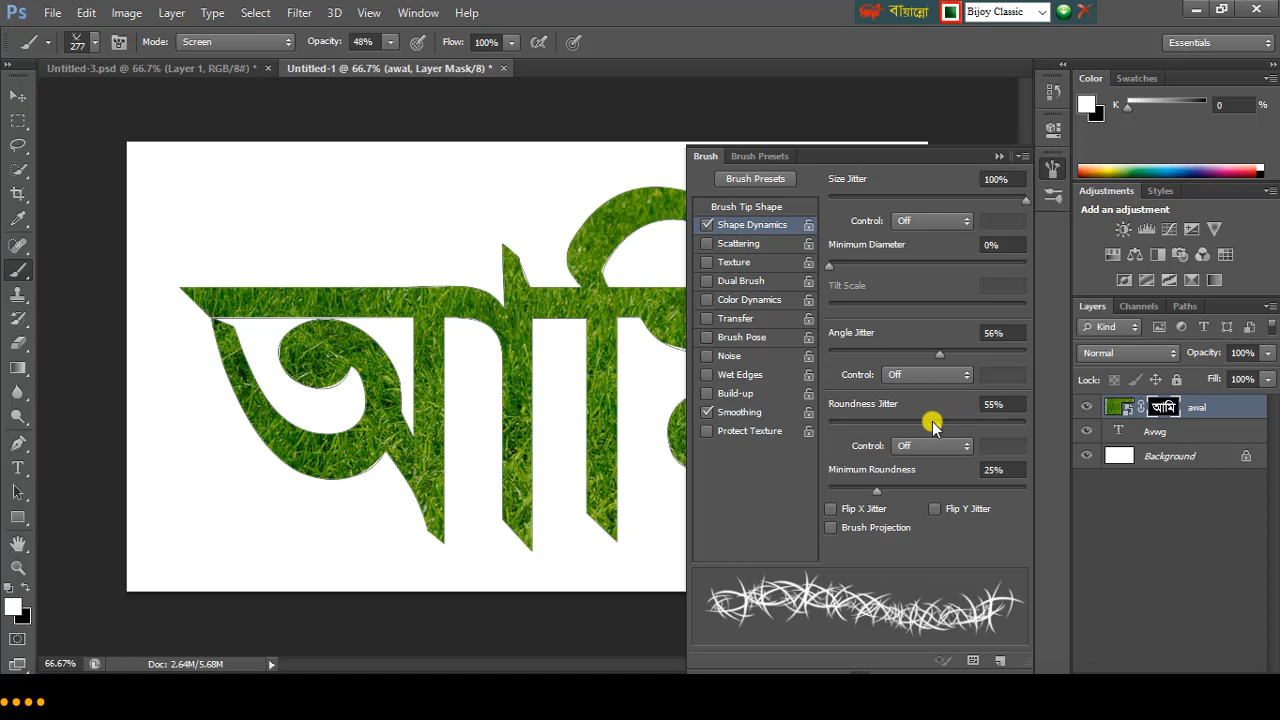 Ps File Edit Image Layer Type Select Filter 3D View Window Help
বায়ান্নো Bijoy Classic
277 Mode: Screen Opacity: 48% Flow: 100% Essentials
Untitled-3.psd @ 66.7% (Layer 1, RGB/8#) * × Untitled-1 @ 66.7% (awal, Layer Mask/8) * ×
Color Swatches
K 0 %
Adjustments Styles
Add an adjustment
Layers Channels Paths
Kind
Normal Opacity: 100%
Lock: Fill: 100%
আমি awal
T Avwg
Background
Brush Brush Presets
Brush Presets
Brush Tip Shape
Shape Dynamics
Scattering
Texture
Dual Brush
Color Dynamics
Transfer
Brush Pose
Noise
Wet Edges
Build-up
Smoothing
Protect Texture
Size Jitter 100%
Control: Off
Minimum Diameter 0%
Tilt Scale
Angle Jitter 56%
Control: Off
Roundness Jitter 55%
Control: Off
Minimum Roundness 25%
Flip X Jitter Flip Y Jitter
Brush Projection
66.67% Doc: 2.64M/5.68M